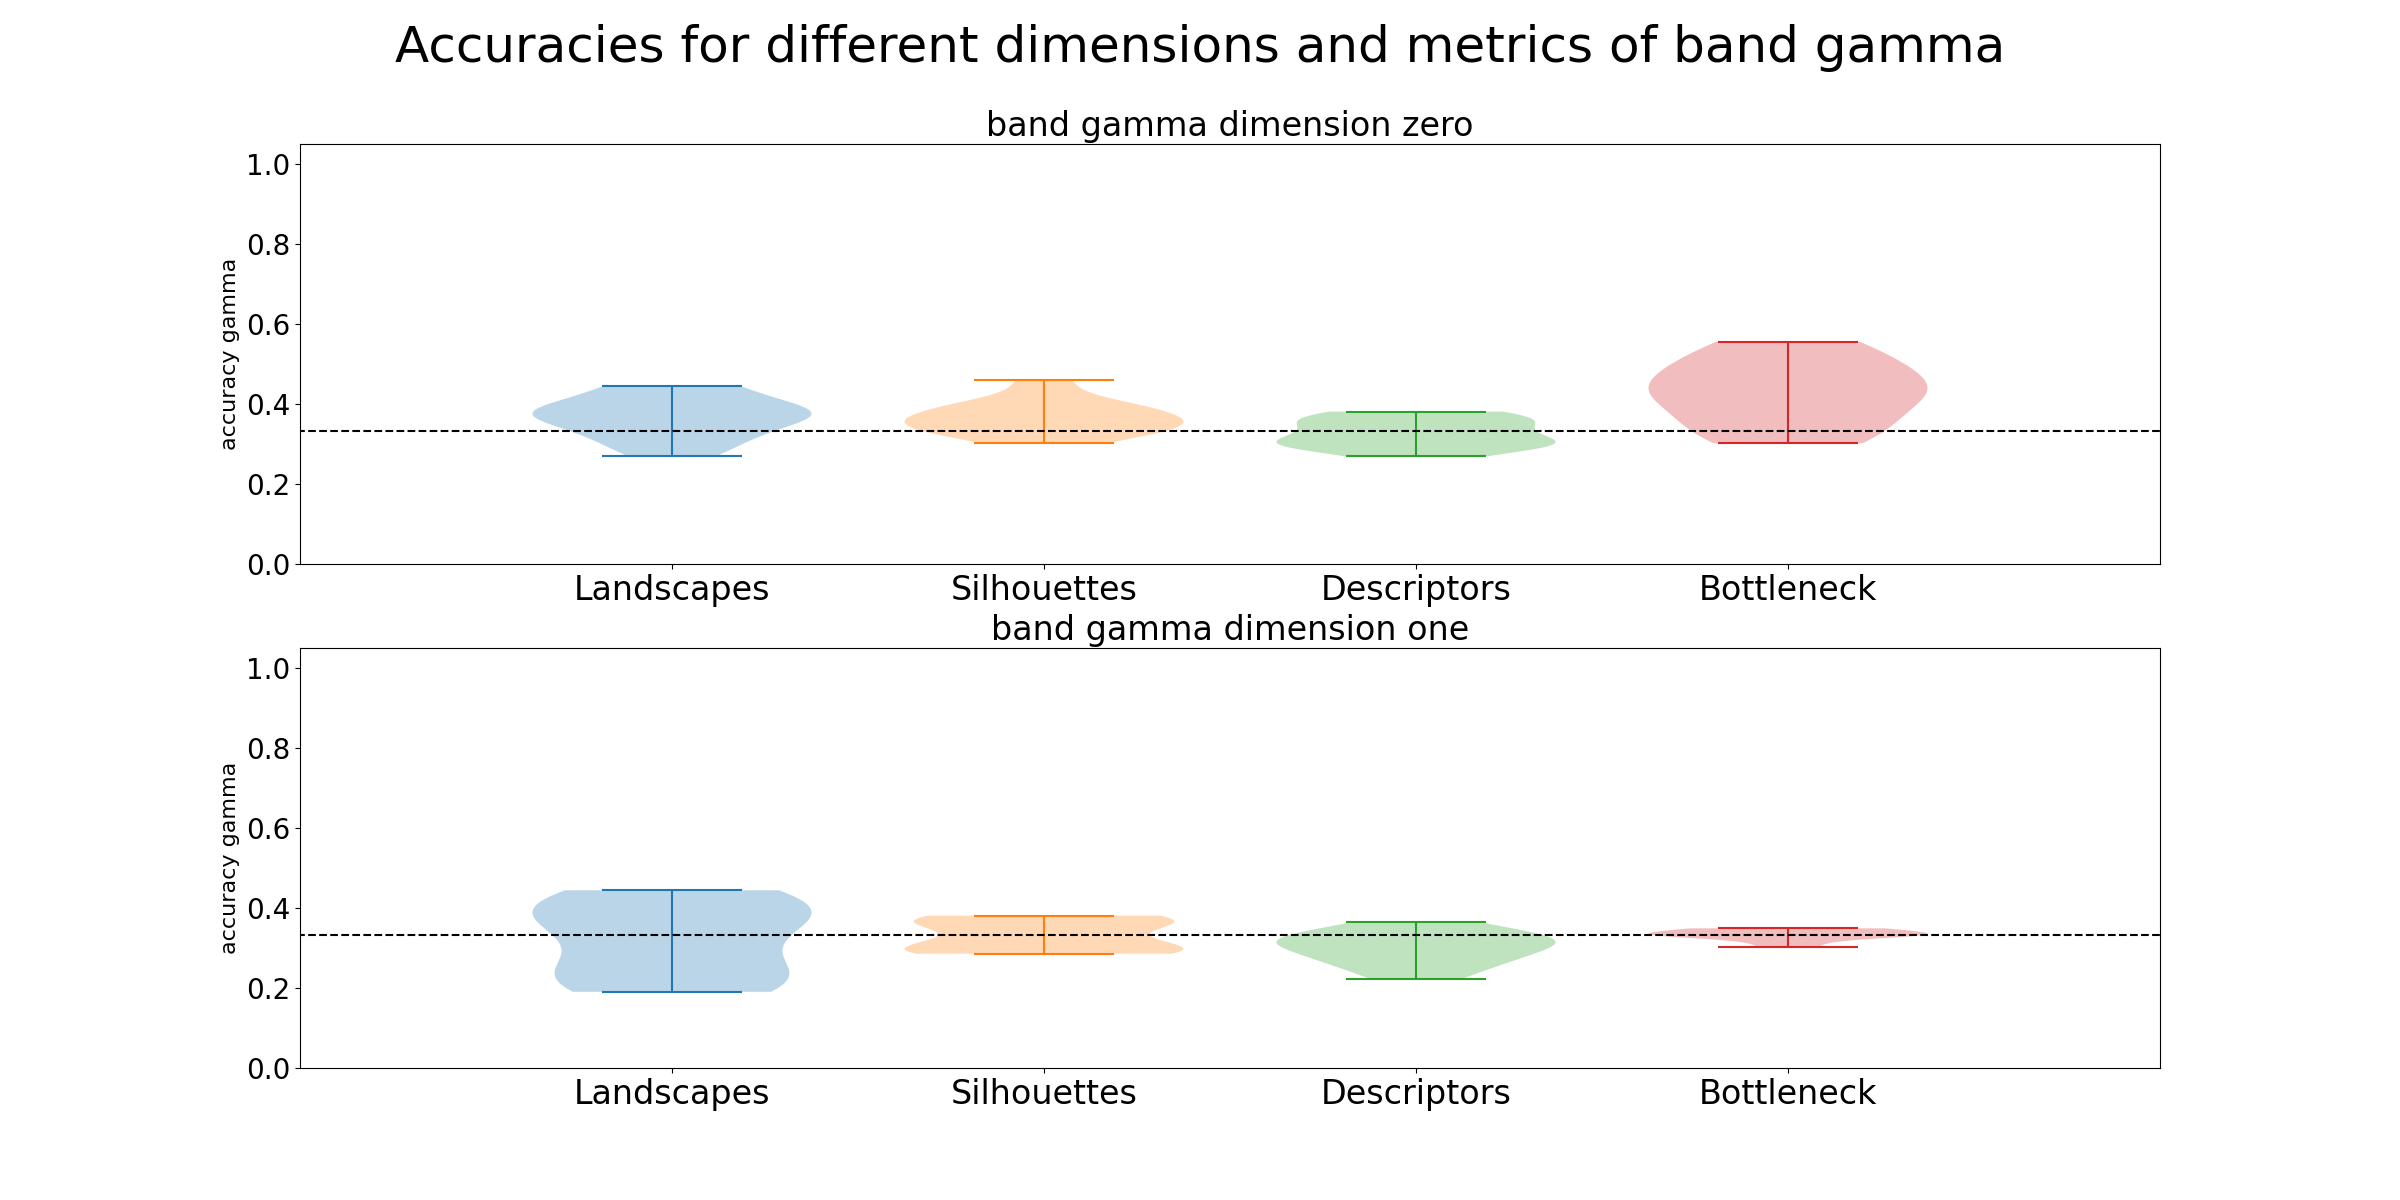 Accuracies for different dimensions and metrics of band gamma
band gamma dimension zero
accuracy gamma
1.0
0.8
0.6
0.4
0.2
0.0
Landscapes Silhouettes Descriptors Bottleneck
band gamma dimension one
accuracy gamma
1.0
0.8
0.6
0.4
0.2
0.0
Landscapes Silhouettes Descriptors Bottleneck